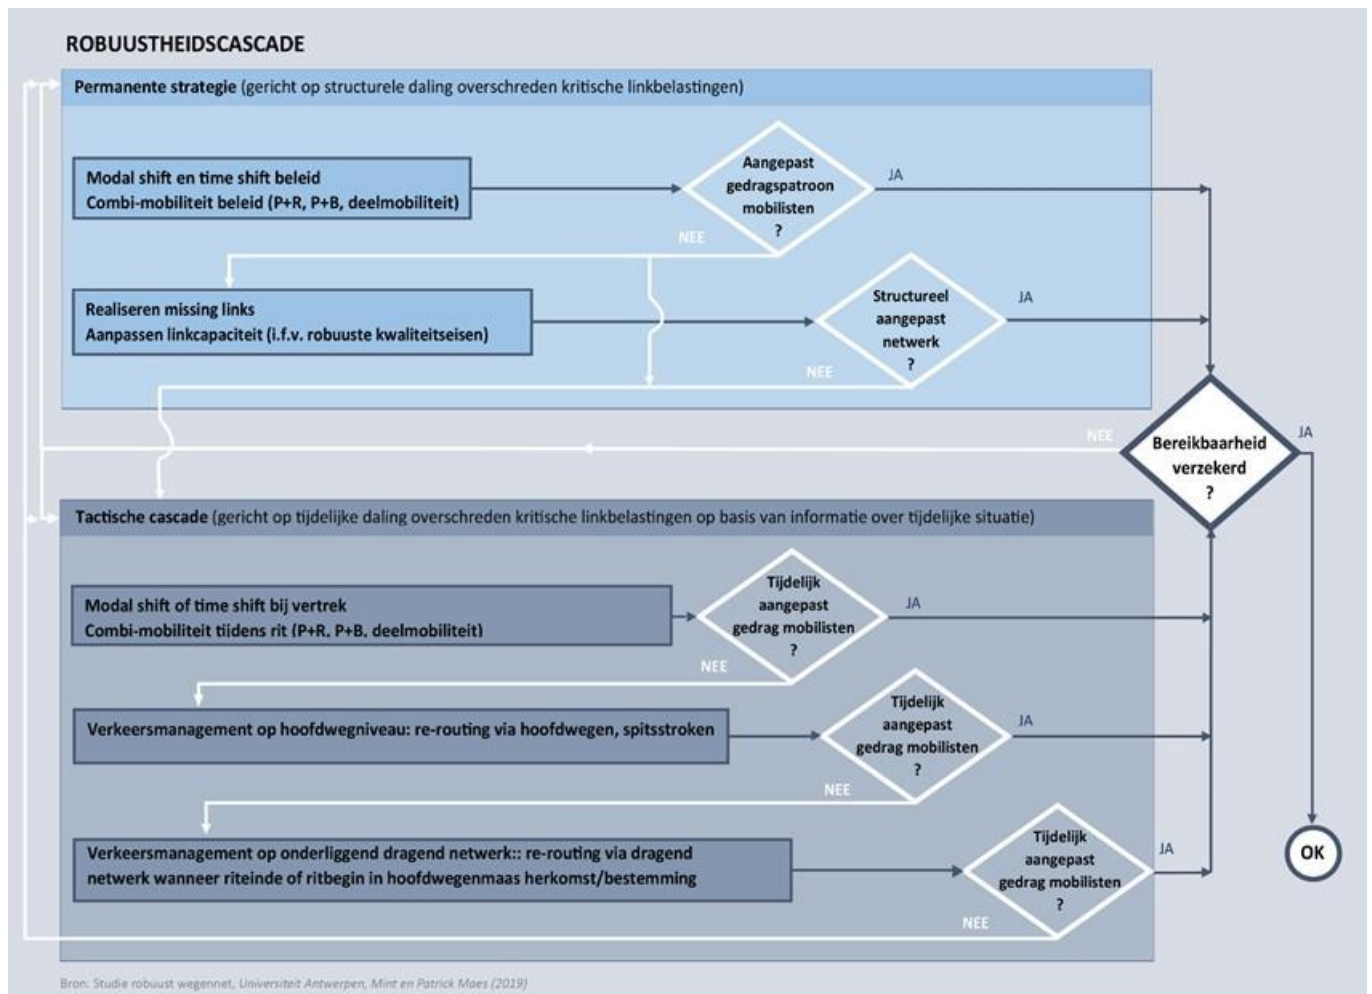 ROBUUSTHEIDSCASCADE
Permanente strategie (gericht op structurele daling overschreden kritische linkbelastingen)
Modal shift en time shift beleid
Combi-mobiliteit beleid (P+R, P+B, deelmobiliteit)
Aangepast
gedragspatroon
mobilisten
?
JA
NEE
Realiseren missing links
Aanpassen linkcapaciteit (i.f.v. robuuste kwaliteitseisen)
Structureel
aangepast
netwerk
?
JA
NEE
NEE
Bereikbaarheid
verzekerd
?
JA
Tactische cascade (gericht op tijdelijke daling overschreden kritische linkbelastingen op basis van informatie over tijdelijke situatie)
Modal shift of time shift bij vertrek
Combi-mobiliteit tijdens rit (P+R, P+B, deelmobiliteit)
Tijdelijk
aangepast
gedrag mobilisten
?
JA
NEE
Verkeersmanagement op hoofdwegniveau: re-routing via hoofdwegen, spitsstroken
Tijdelijk
aangepast
gedrag mobilisten
?
JA
NEE
Verkeersmanagement op onderliggend dragend netwerk:: re-routing via dragend
netwerk wanneer riteinde of ritbegin in hoofdwegenmaas herkomst/bestemming
Tijdelijk
aangepast
gedrag mobilisten
?
JA
NEE
OK
Bron: Studie robuust wegennet, Universiteit Antwerpen, Mint en Patrick Maes (2019)